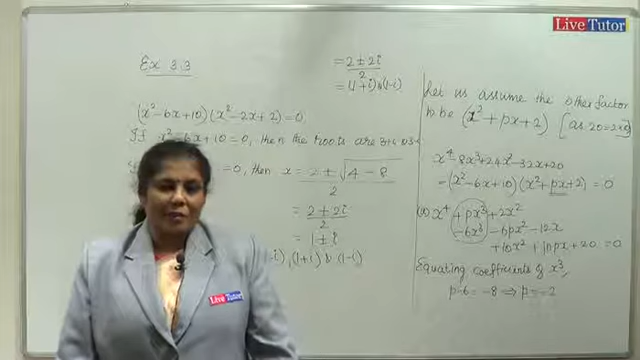 Live Tutor
Ex 3.3
(x²-6x+10)(x²-2x+2)=0
If x²-6x+10=0, then the roots are
=0, then x = 2 ± √4-8
2
= 2 ± 2i
2
= 1 ± i
, (1+i) & (1-i)
= 2 ± 2i
2
= (1+i), (1-i)
Let us assume the other factor
to be (x²+px+2) [as 20=2×10]
x⁴-8x³+24x²-32x+20
=(x²-6x+10)(x²+px+2)=0
x⁴+px³+2x²
-6x³-6px²-12x
+10x²+10px+20=0
Equating coefficients of x³,
p-6=-8⇒p=-2
Live Tutor